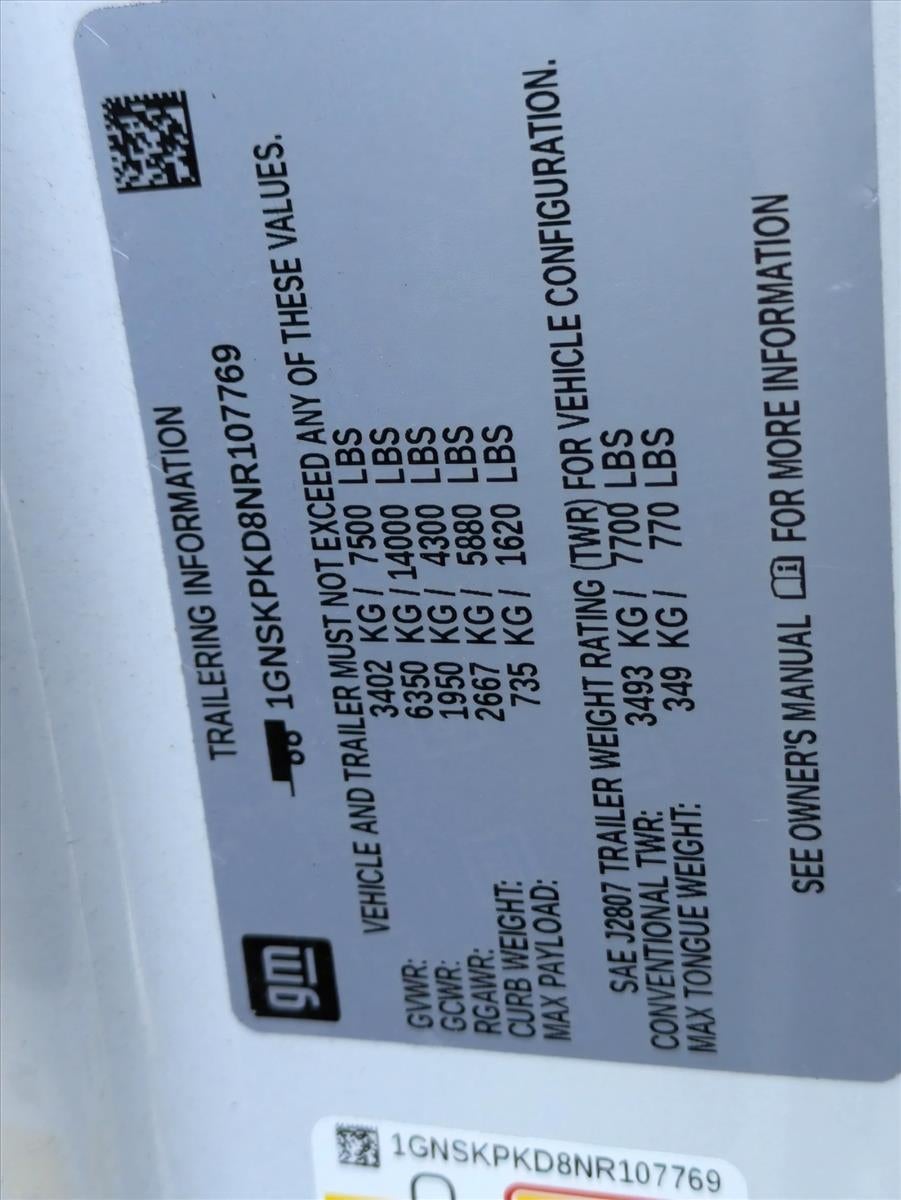 gm
TRAILERING INFORMATION
1GNSKPKD8NR107769
VEHICLE AND TRAILER MUST NOT EXCEED ANY OF THESE VALUES.
GVWR: 3402 KG / 7500 LBS
GCWR: 6350 KG / 14000 LBS
RGAWR: 1950 KG / 4300 LBS
CURB WEIGHT: 2667 KG / 5880 LBS
MAX PAYLOAD: 735 KG / 1620 LBS
SAE J2807 TRAILER WEIGHT RATING (TWR) FOR VEHICLE CONFIGURATION.
CONVENTIONAL TWR: 3493 KG / 7700 LBS
MAX TONGUE WEIGHT: 349 KG / 770 LBS
SEE OWNER'S MANUAL FOR MORE INFORMATION
1GNSKPKD8NR107769